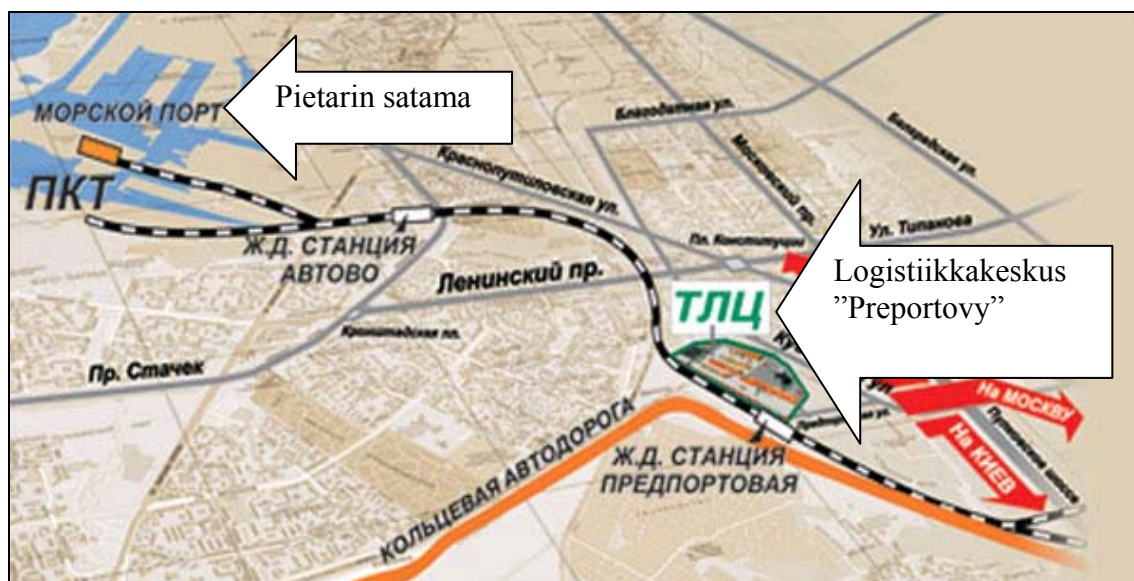 Pietarin satama
МОРСКОЙ ПОРТ
ПКТ
Благодатная ул.
Белградская ул.
Московский пр.
Краснопутиловская ул.
Пл. Конституции
Ул. Типанова
Ж.Д. СТАНЦИЯ
АВТОВО
Ленинский пр.
Logistiikkakeskus
”Preportovy”
ТЛЦ
Кронштадская пл.
Пр. Стачек
На МОСКВУ
На КИЕВ
КОЛЬЦЕВАЯ АВТОДОРОГА
Ж.Д. СТАНЦИЯ
ПРЕДПОРТОВАЯ